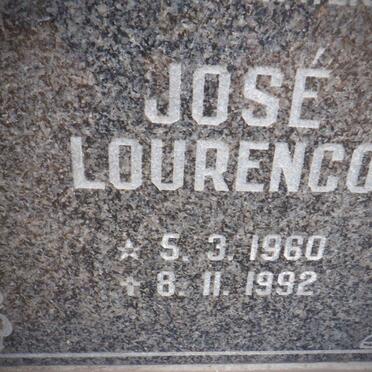 JOSÉ
LOURENCO
☆ 5. 3. 1960
✝ 8. 11. 1992